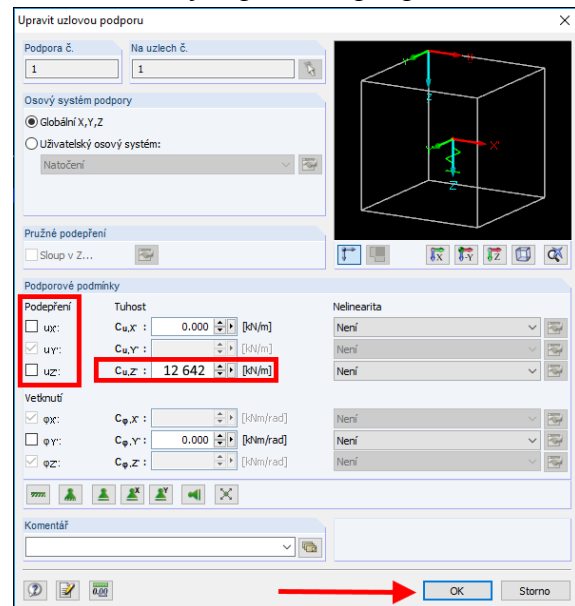 Upravit uzlovou podporu
Podpora č. Na uzlech č.
1 1
Osový systém podpory
Globální X,Y,Z
Uživatelský osový systém:
Natočení
Pružné podepření
Sloup v Z...
Podporové podmínky
Podepření Tuhost Nelinearita
uX': Cu,X' : 0.000 [kN/m] Není
uY': Cu,Y' : [kN/m] Není
uZ': Cu,Z' : 12 642 [kN/m] Není
Vetknutí
φX': Cφ,X' : [kNm/rad] Není
φY': Cφ,Y' : 0.000 [kNm/rad] Není
φZ': Cφ,Z' : [kNm/rad] Není
Komentář
0.00 OK Storno